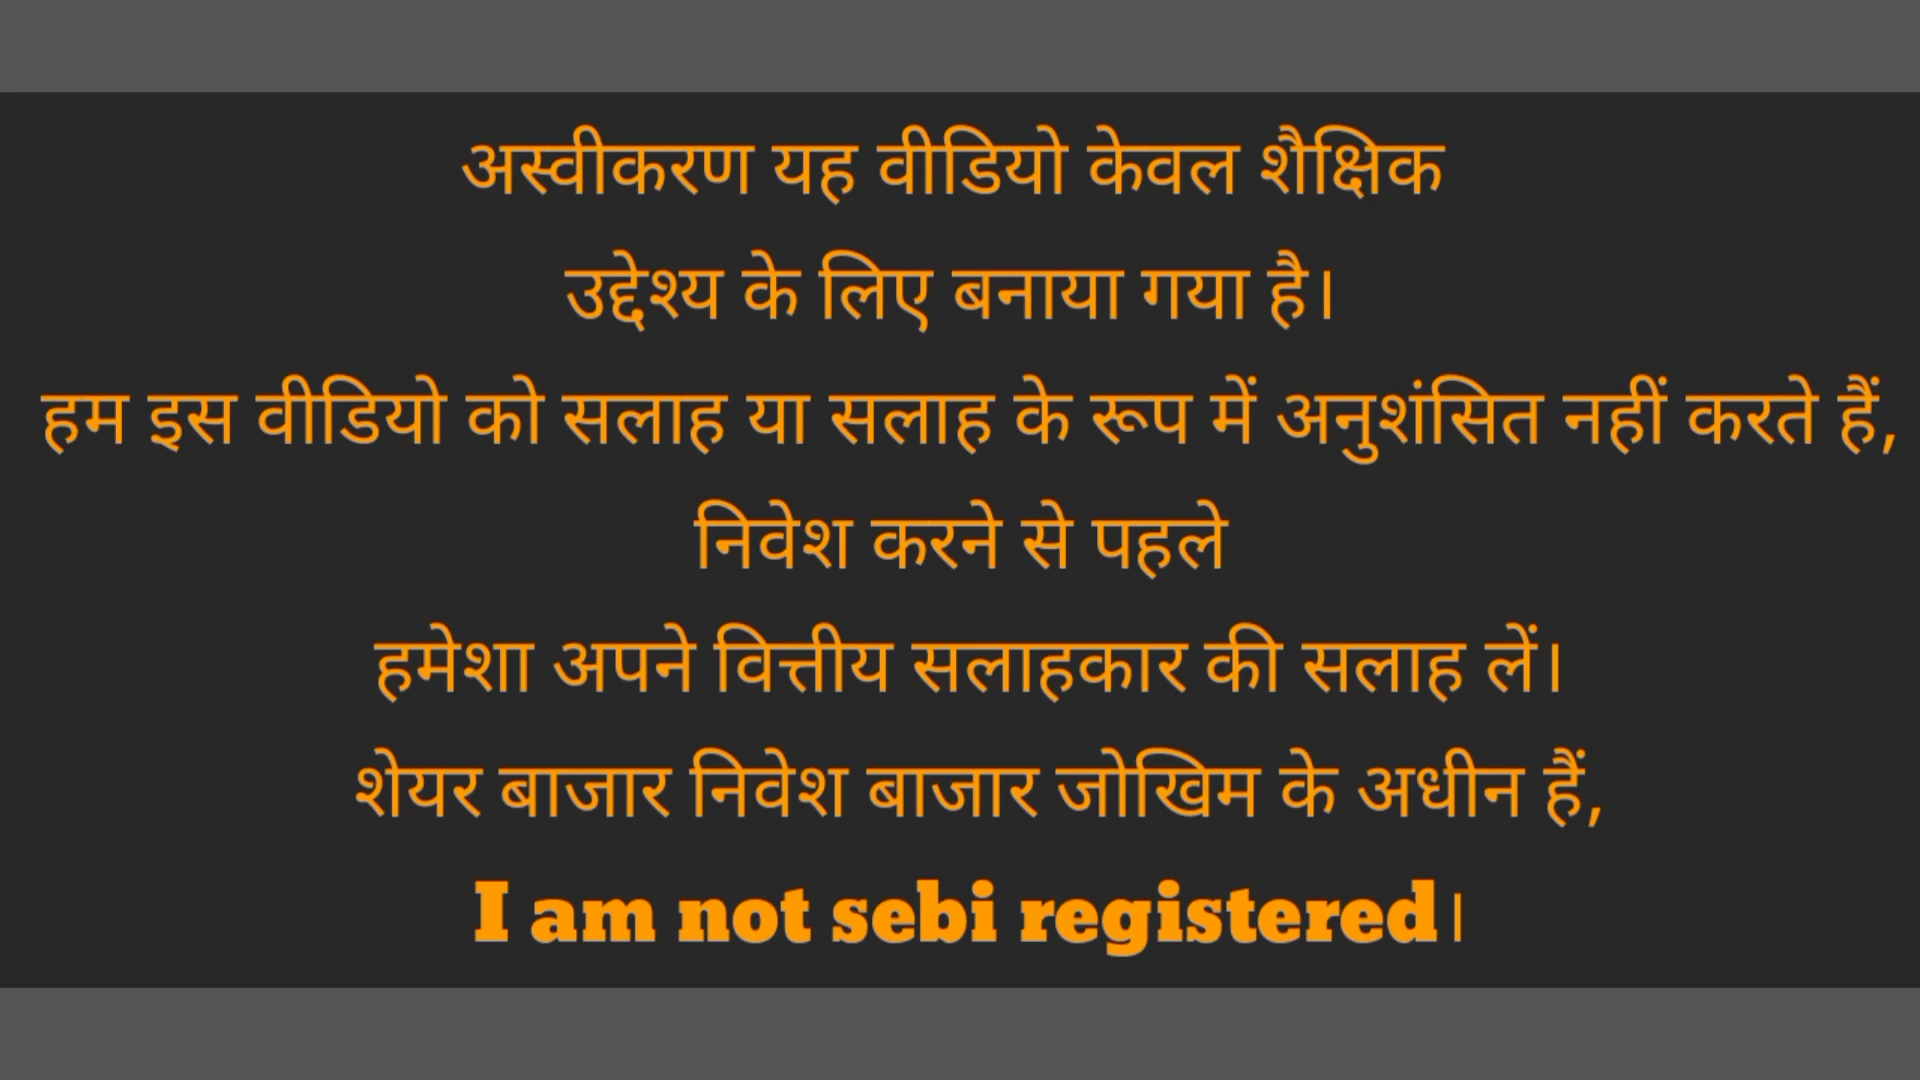 अस्वीकरण यह वीडियो केवल शैक्षिक
उद्देश्य के लिए बनाया गया है।
हम इस वीडियो को सलाह या सलाह के रूप में अनुशंसित नहीं करते हैं,
निवेश करने से पहले
हमेशा अपने वित्तीय सलाहकार की सलाह लें।
शेयर बाजार निवेश बाजार जोखिम के अधीन हैं,
I am not sebi registered।